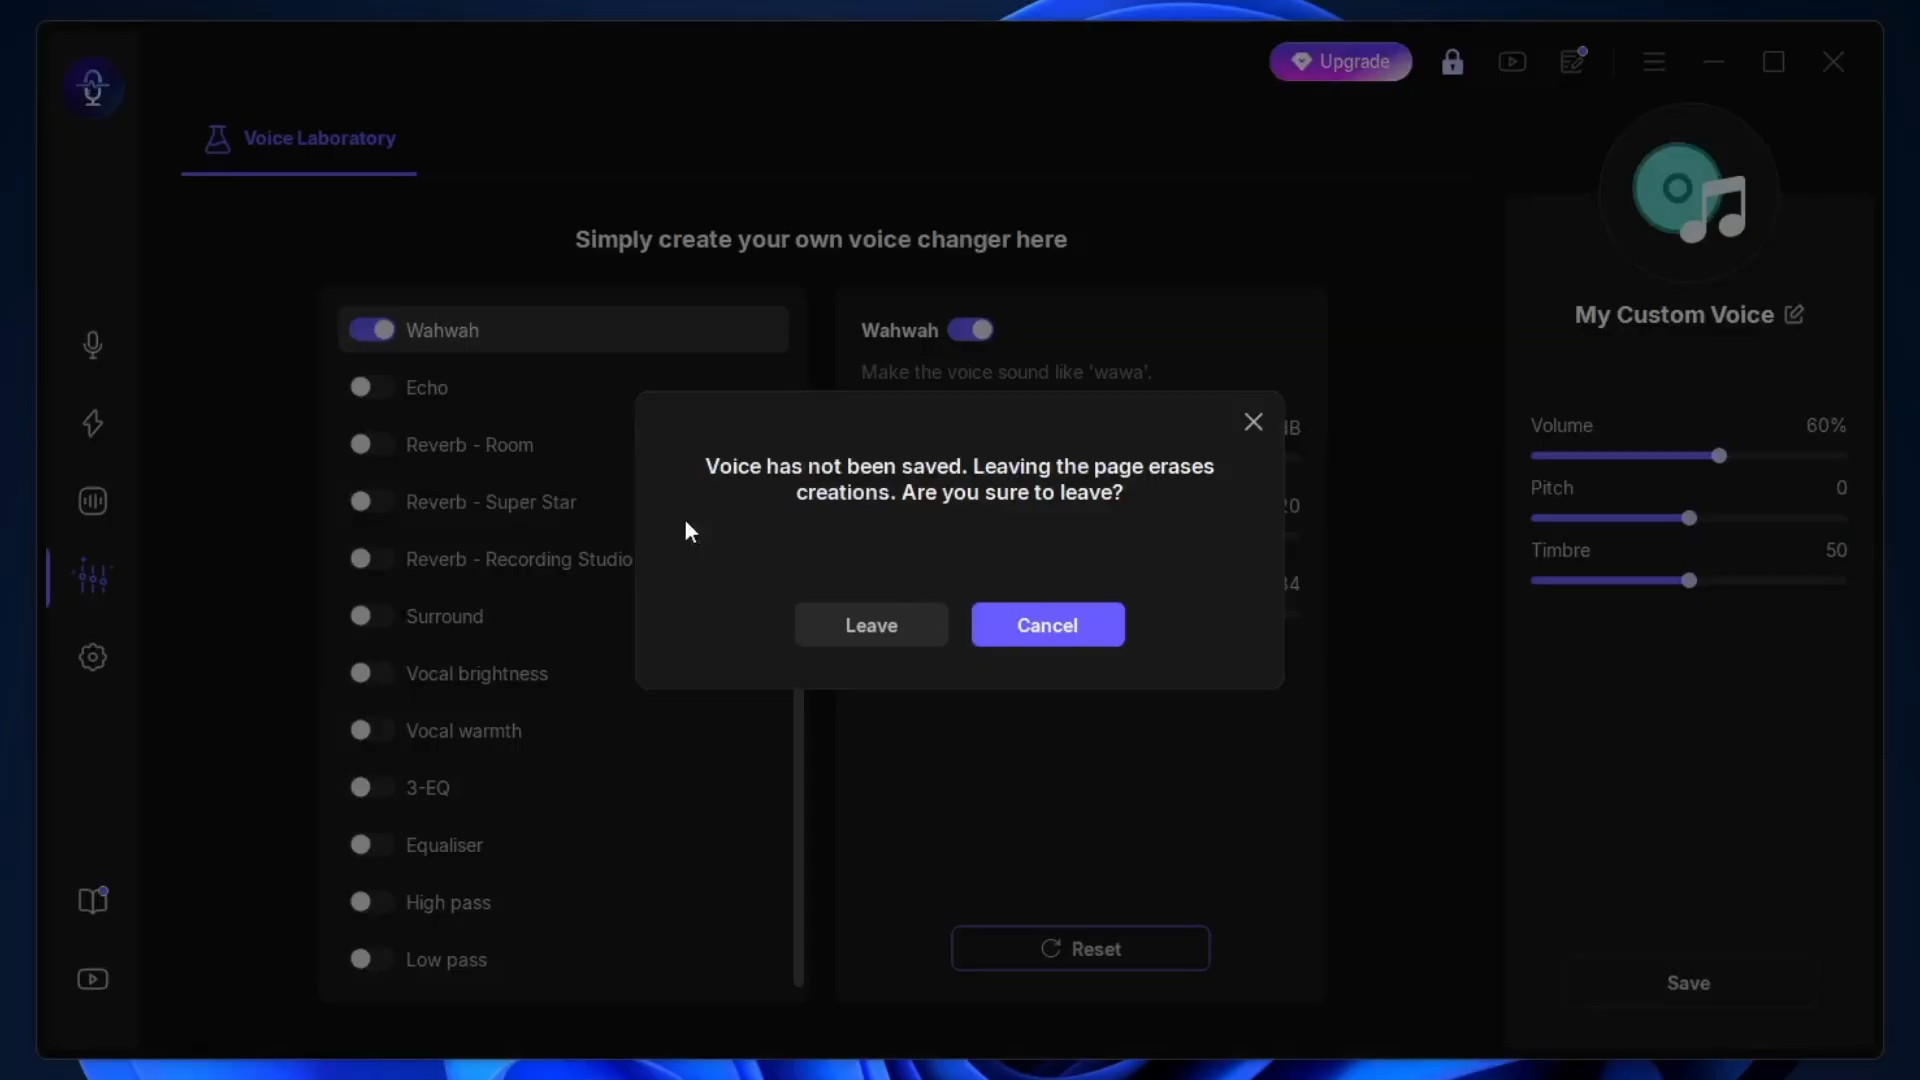 Upgrade
Voice Laboratory
Simply create your own voice changer here
Wahwah
Echo
Reverb - Room
Reverb - Super Star
Reverb - Recording Studio
Surround
Vocal brightness
Vocal warmth
3-EQ
Equaliser
High pass
Low pass
Wahwah
Make the voice sound like 'wawa'.
Voice has not been saved. Leaving the page erases
creations. Are you sure to leave?
Leave
Cancel
Reset
My Custom Voice
Volume 60%
Pitch 0
Timbre 50
Save